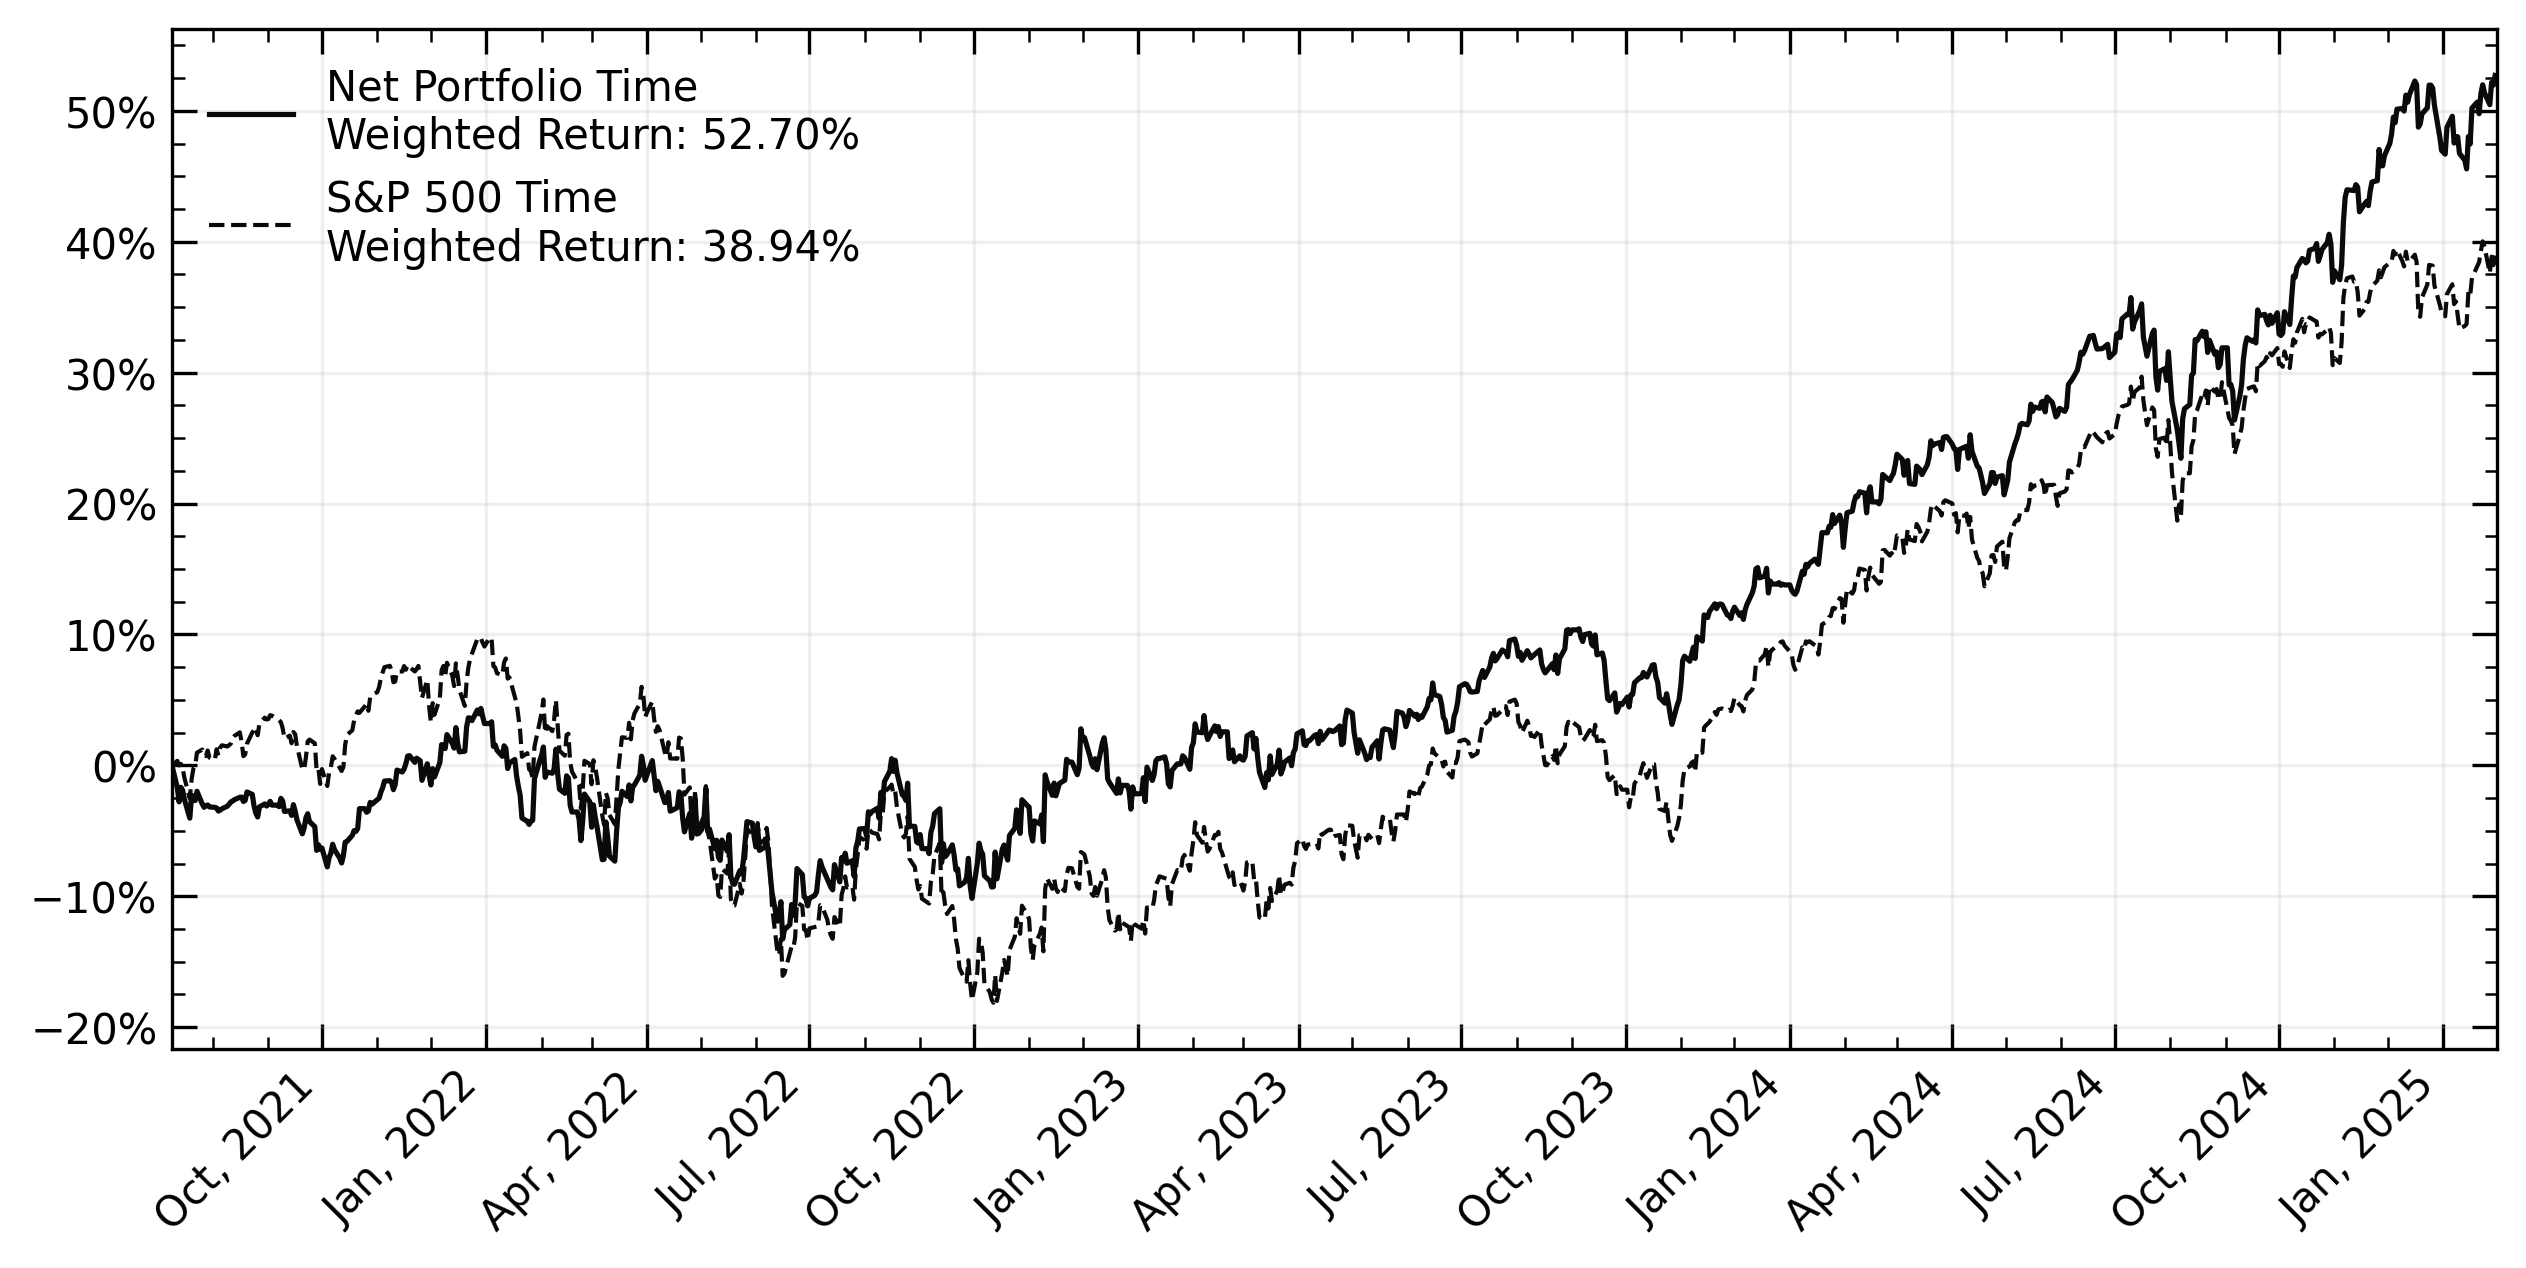 Net Portfolio Time
Weighted Return: 52.70%
S&P 500 Time
Weighted Return: 38.94%
50%
40%
30%
20%
10%
0%
−10%
−20%
Oct, 2021
Jan, 2022
Apr, 2022
Jul, 2022
Oct, 2022
Jan, 2023
Apr, 2023
Jul, 2023
Oct, 2023
Jan, 2024
Apr, 2024
Jul, 2024
Oct, 2024
Jan, 2025